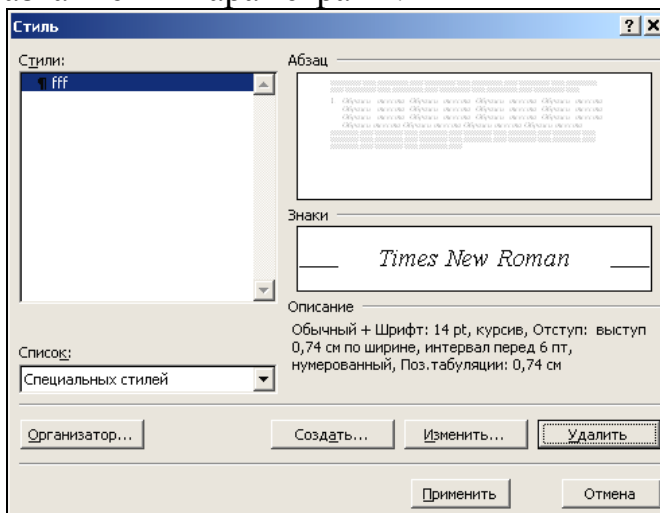 Стиль
Стили:
¶ fff
Абзац
Знаки
Times New Roman
Описание
Обычный + Шрифт: 14 pt, курсив, Отступ: выступ
0,74 см по ширине, интервал перед 6 пт,
нумерованный, Поз.табуляции: 0,74 см
Список:
Специальных стилей
Организатор...
Создать...
Изменить...
Удалить
Применить
Отмена